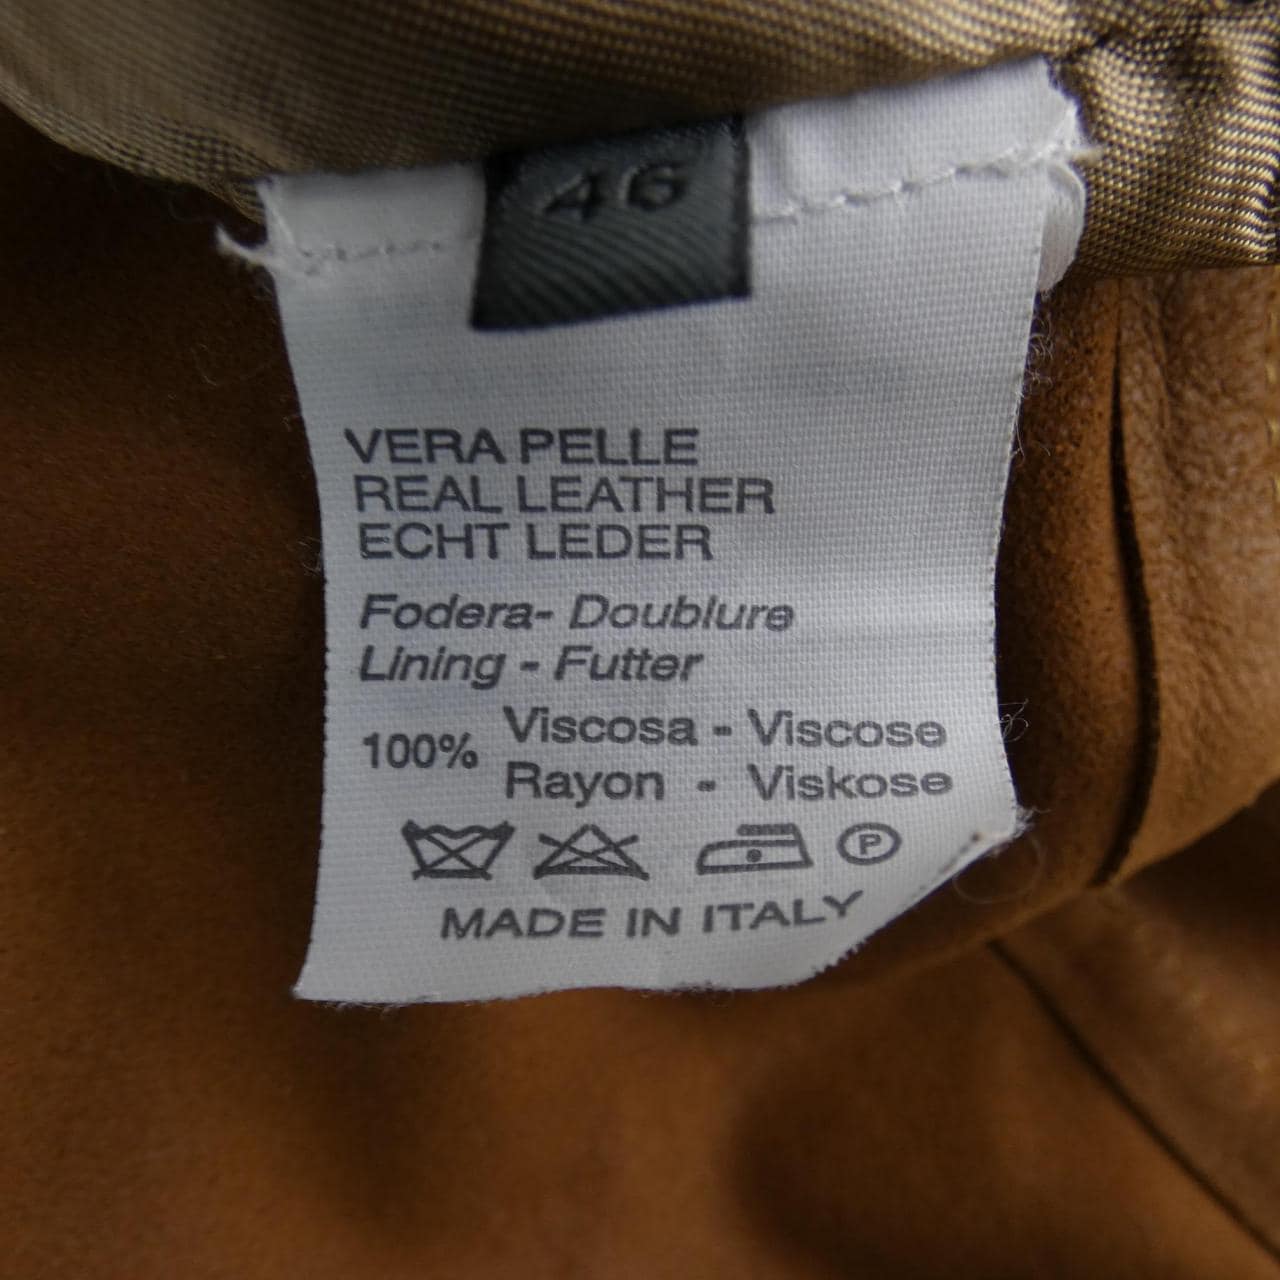 46
VERA PELLE
REAL LEATHER
ECHT LEDER
Fodera- Doublure
Lining - Futter
100% Viscosa - Viscose
Rayon - Viskose
P
MADE IN ITALY